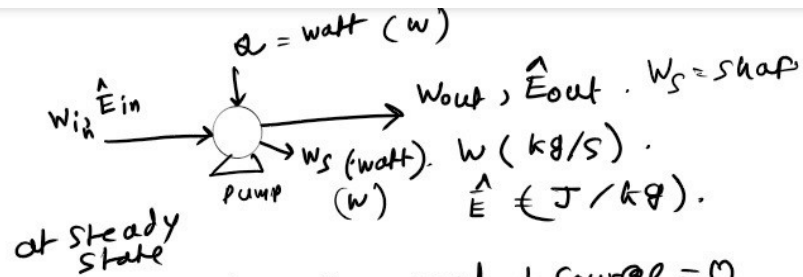 Q = watt (W)
Win, Êin
Wout, Êout. Ws = shaf
Ws (watt). W (kg/s).
Pump (W) Ê = J/kg).
at steady
state